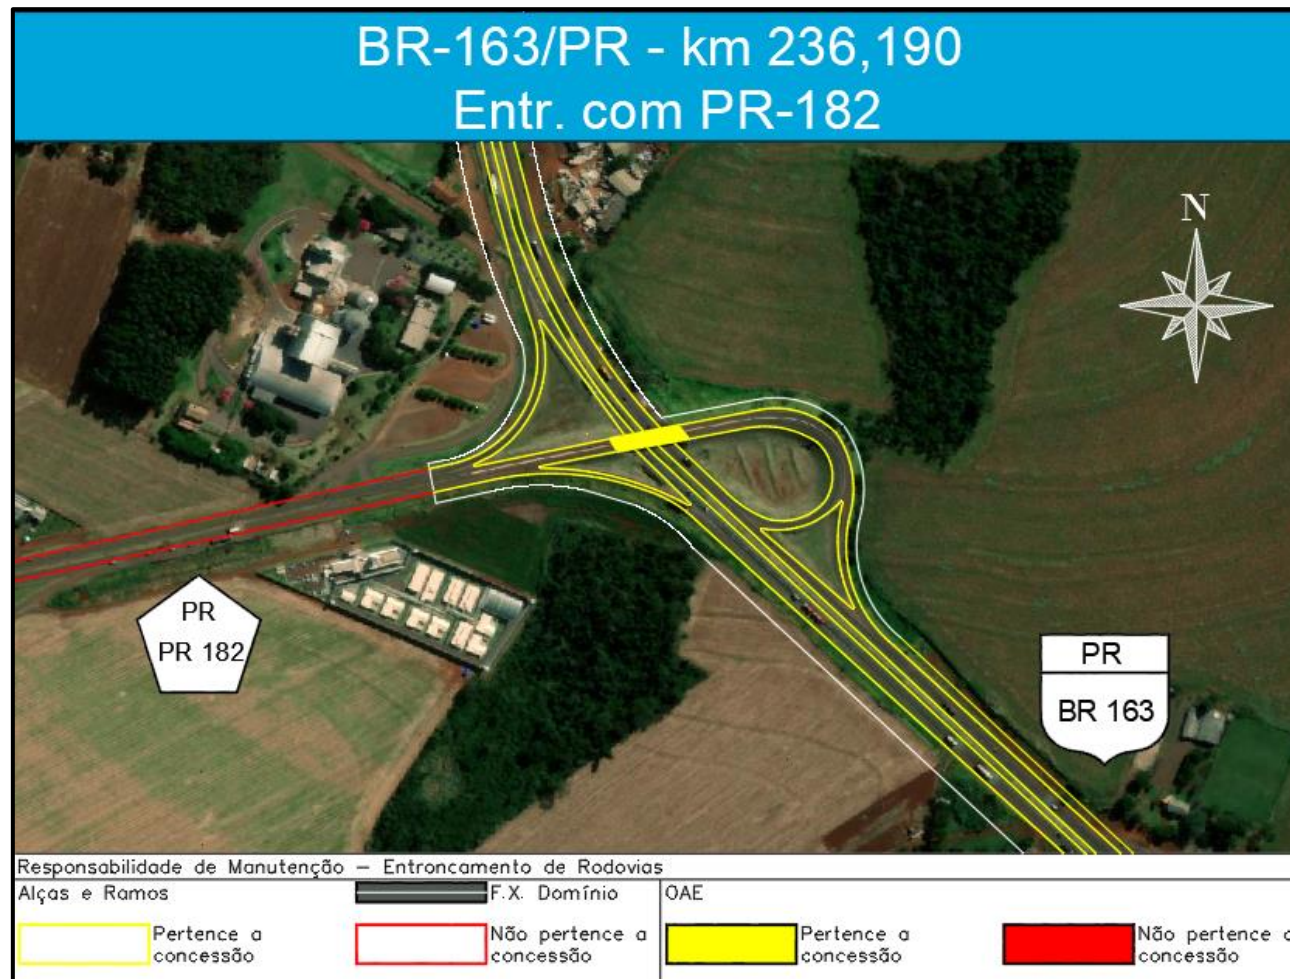 BR-163/PR - km 236,190
Entr. com PR-182
N
PR
PR 182
PR
BR 163
Responsabilidade de Manutenção – Entroncamento de Rodovias
Alças e Ramos
F.X. Domínio
OAE
Pertence a
concessão
Não pertence a
concessão
Pertence a
concessão
Não pertence a
concessão